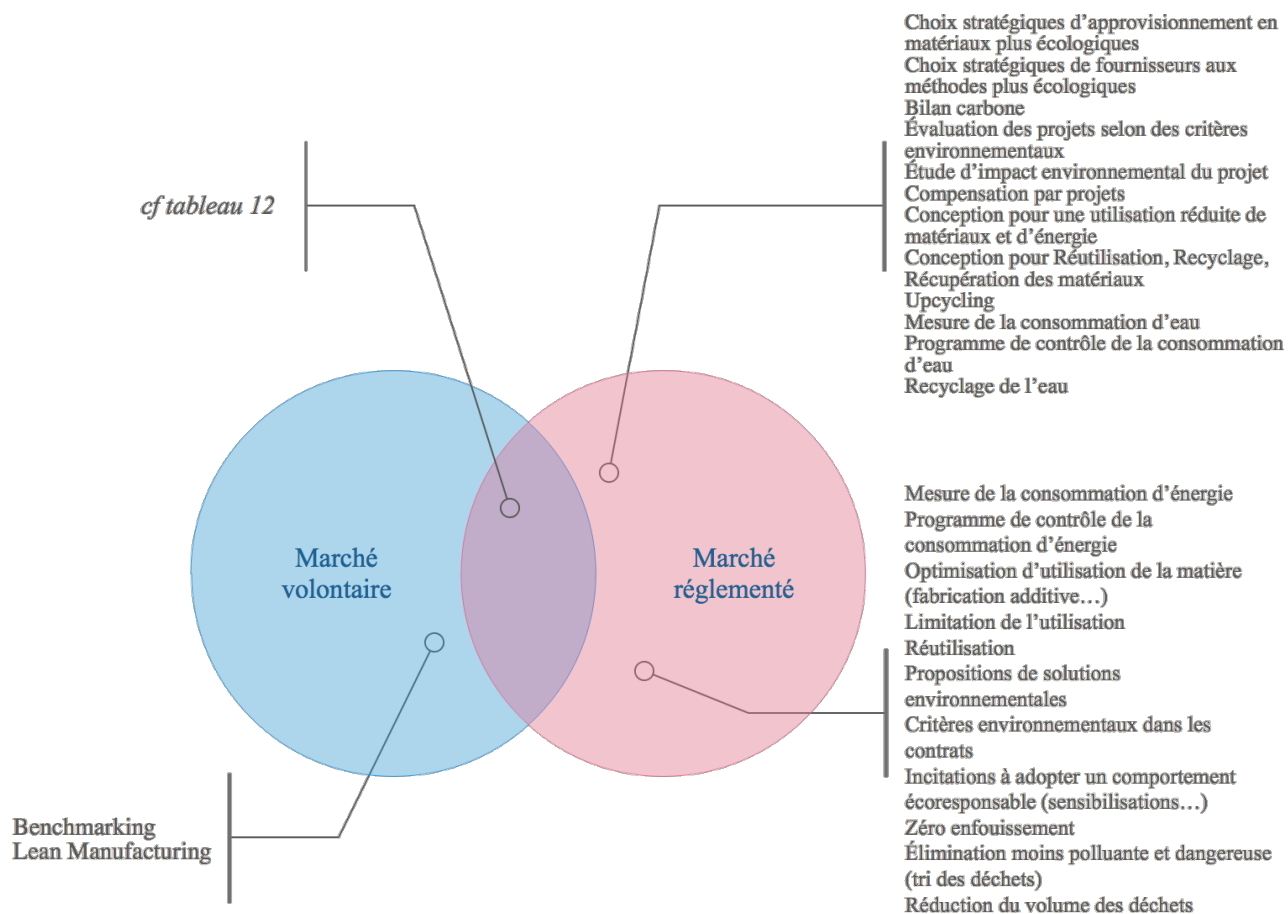 Choix stratégiques d'approvisionnement en
matériaux plus écologiques
Choix stratégiques de fournisseurs aux
méthodes plus écologiques
Bilan carbone
Évaluation des projets selon des critères
environnementaux
Étude d'impact environnemental du projet
Compensation par projets
Conception pour une utilisation réduite de
matériaux et d'énergie
Conception pour Réutilisation, Recyclage,
Récupération des matériaux
Upcycling
Mesure de la consommation d'eau
Programme de contrôle de la consommation
d'eau
Recyclage de l'eau
cf tableau 12
Marché
volontaire
Marché
réglementé
Mesure de la consommation d'énergie
Programme de contrôle de la
consommation d'énergie
Optimisation d'utilisation de la matière
(fabrication additive…)
Limitation de l'utilisation
Réutilisation
Propositions de solutions
environnementales
Critères environnementaux dans les
contrats
Incitations à adopter un comportement
écoresponsable (sensibilisations…)
Zéro enfouissement
Élimination moins polluante et dangereuse
(tri des déchets)
Réduction du volume des déchets
Benchmarking
Lean Manufacturing